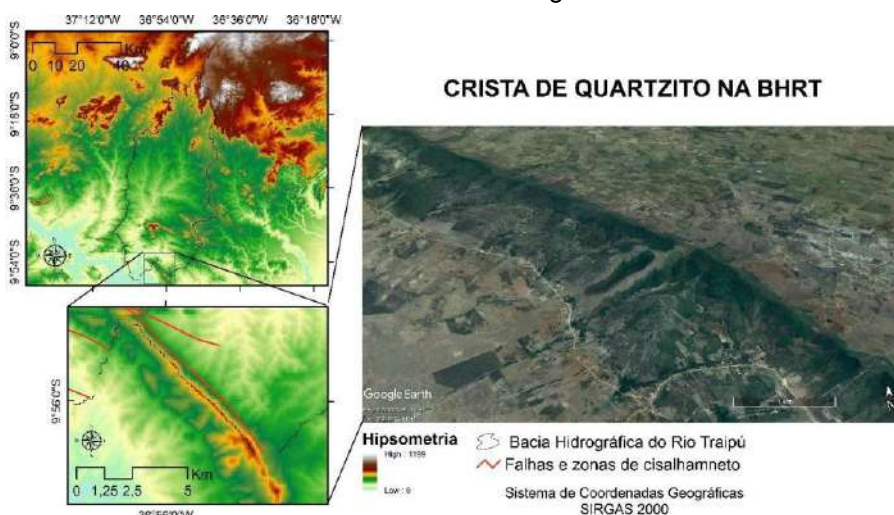 37°12'0"W 36°54'0"W 36°36'0"W 36°18'0"W
9°0'0"S
9°18'0"S
9°36'0"S
9°54'0"S
Km
0 10 20 40
CRISTA DE QUARTZITO NA BHRT
9°56'0"S
Km
0 1,25 2,5 5
Google Earth
Hipsometria
High : 1199
Low : 0
Bacia Hidrográfica do Rio Traipú
Falhas e zonas de cisalhamneto
Sistema de Coordenadas Geográficas
SIRGAS 2000